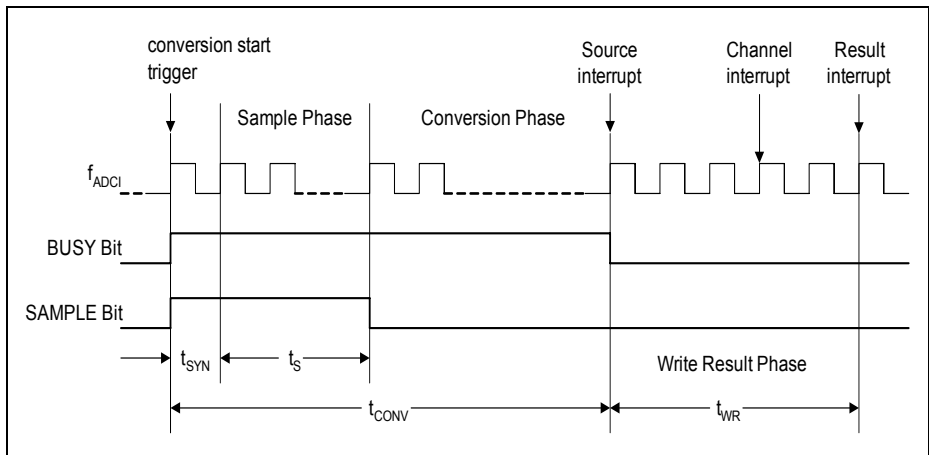 conversion start
trigger
Source
interrupt
Channel
interrupt
Result
interrupt
Sample Phase
Conversion Phase
fADCI
BUSY Bit
SAMPLE Bit
tSYN
tS
Write Result Phase
tCONV
tWR